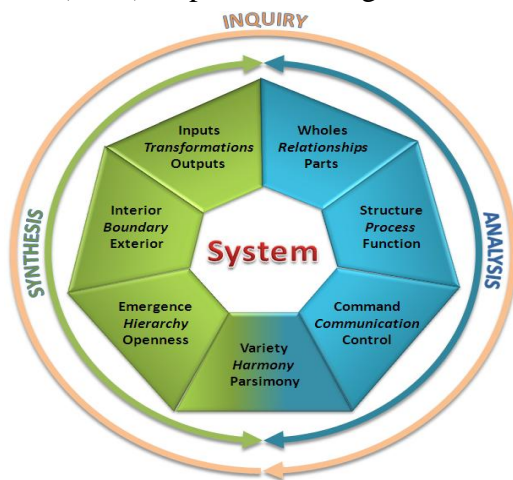 INQUIRY
Inputs
Transformations
Outputs
Wholes
Relationships
Parts
Interior
Boundary
Exterior
Structure
Process
Function
SYNTHESIS
System
ANALYSIS
Emergence
Hierarchy
Openness
Command
Communication
Control
Variety
Harmony
Parsimony